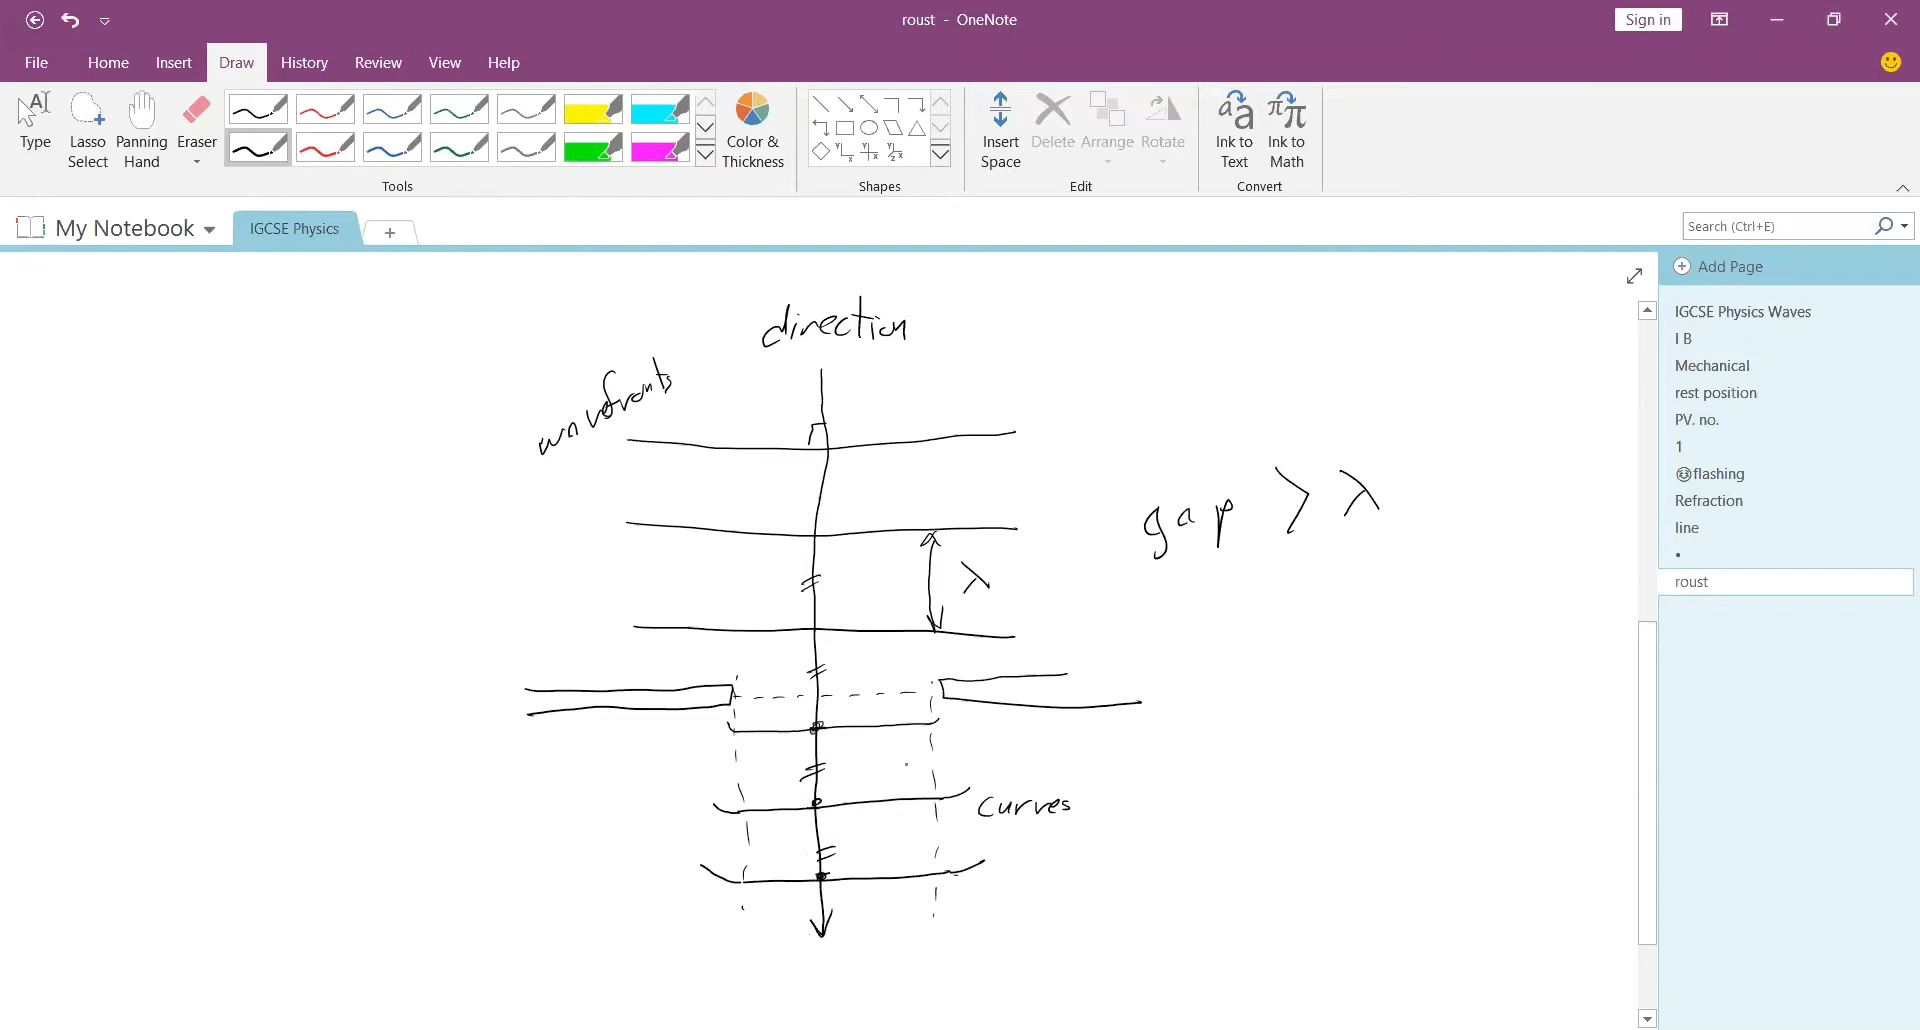 roust - OneNote
Sign in
File Home Insert Draw History Review View Help
Type
Lasso Select
Panning Hand
Eraser
Color & Thickness
Insert Space
Delete
Arrange
Rotate
Ink to Text
Ink to Math
Tools
Shapes
Edit
Convert
My Notebook
IGCSE Physics
Search (Ctrl+E)
Add Page
IGCSE Physics Waves
I B
Mechanical
rest position
PV. no.
1
flashing
Refraction
line
•
roust
direction
wavefronts
gap > λ
λ
curves